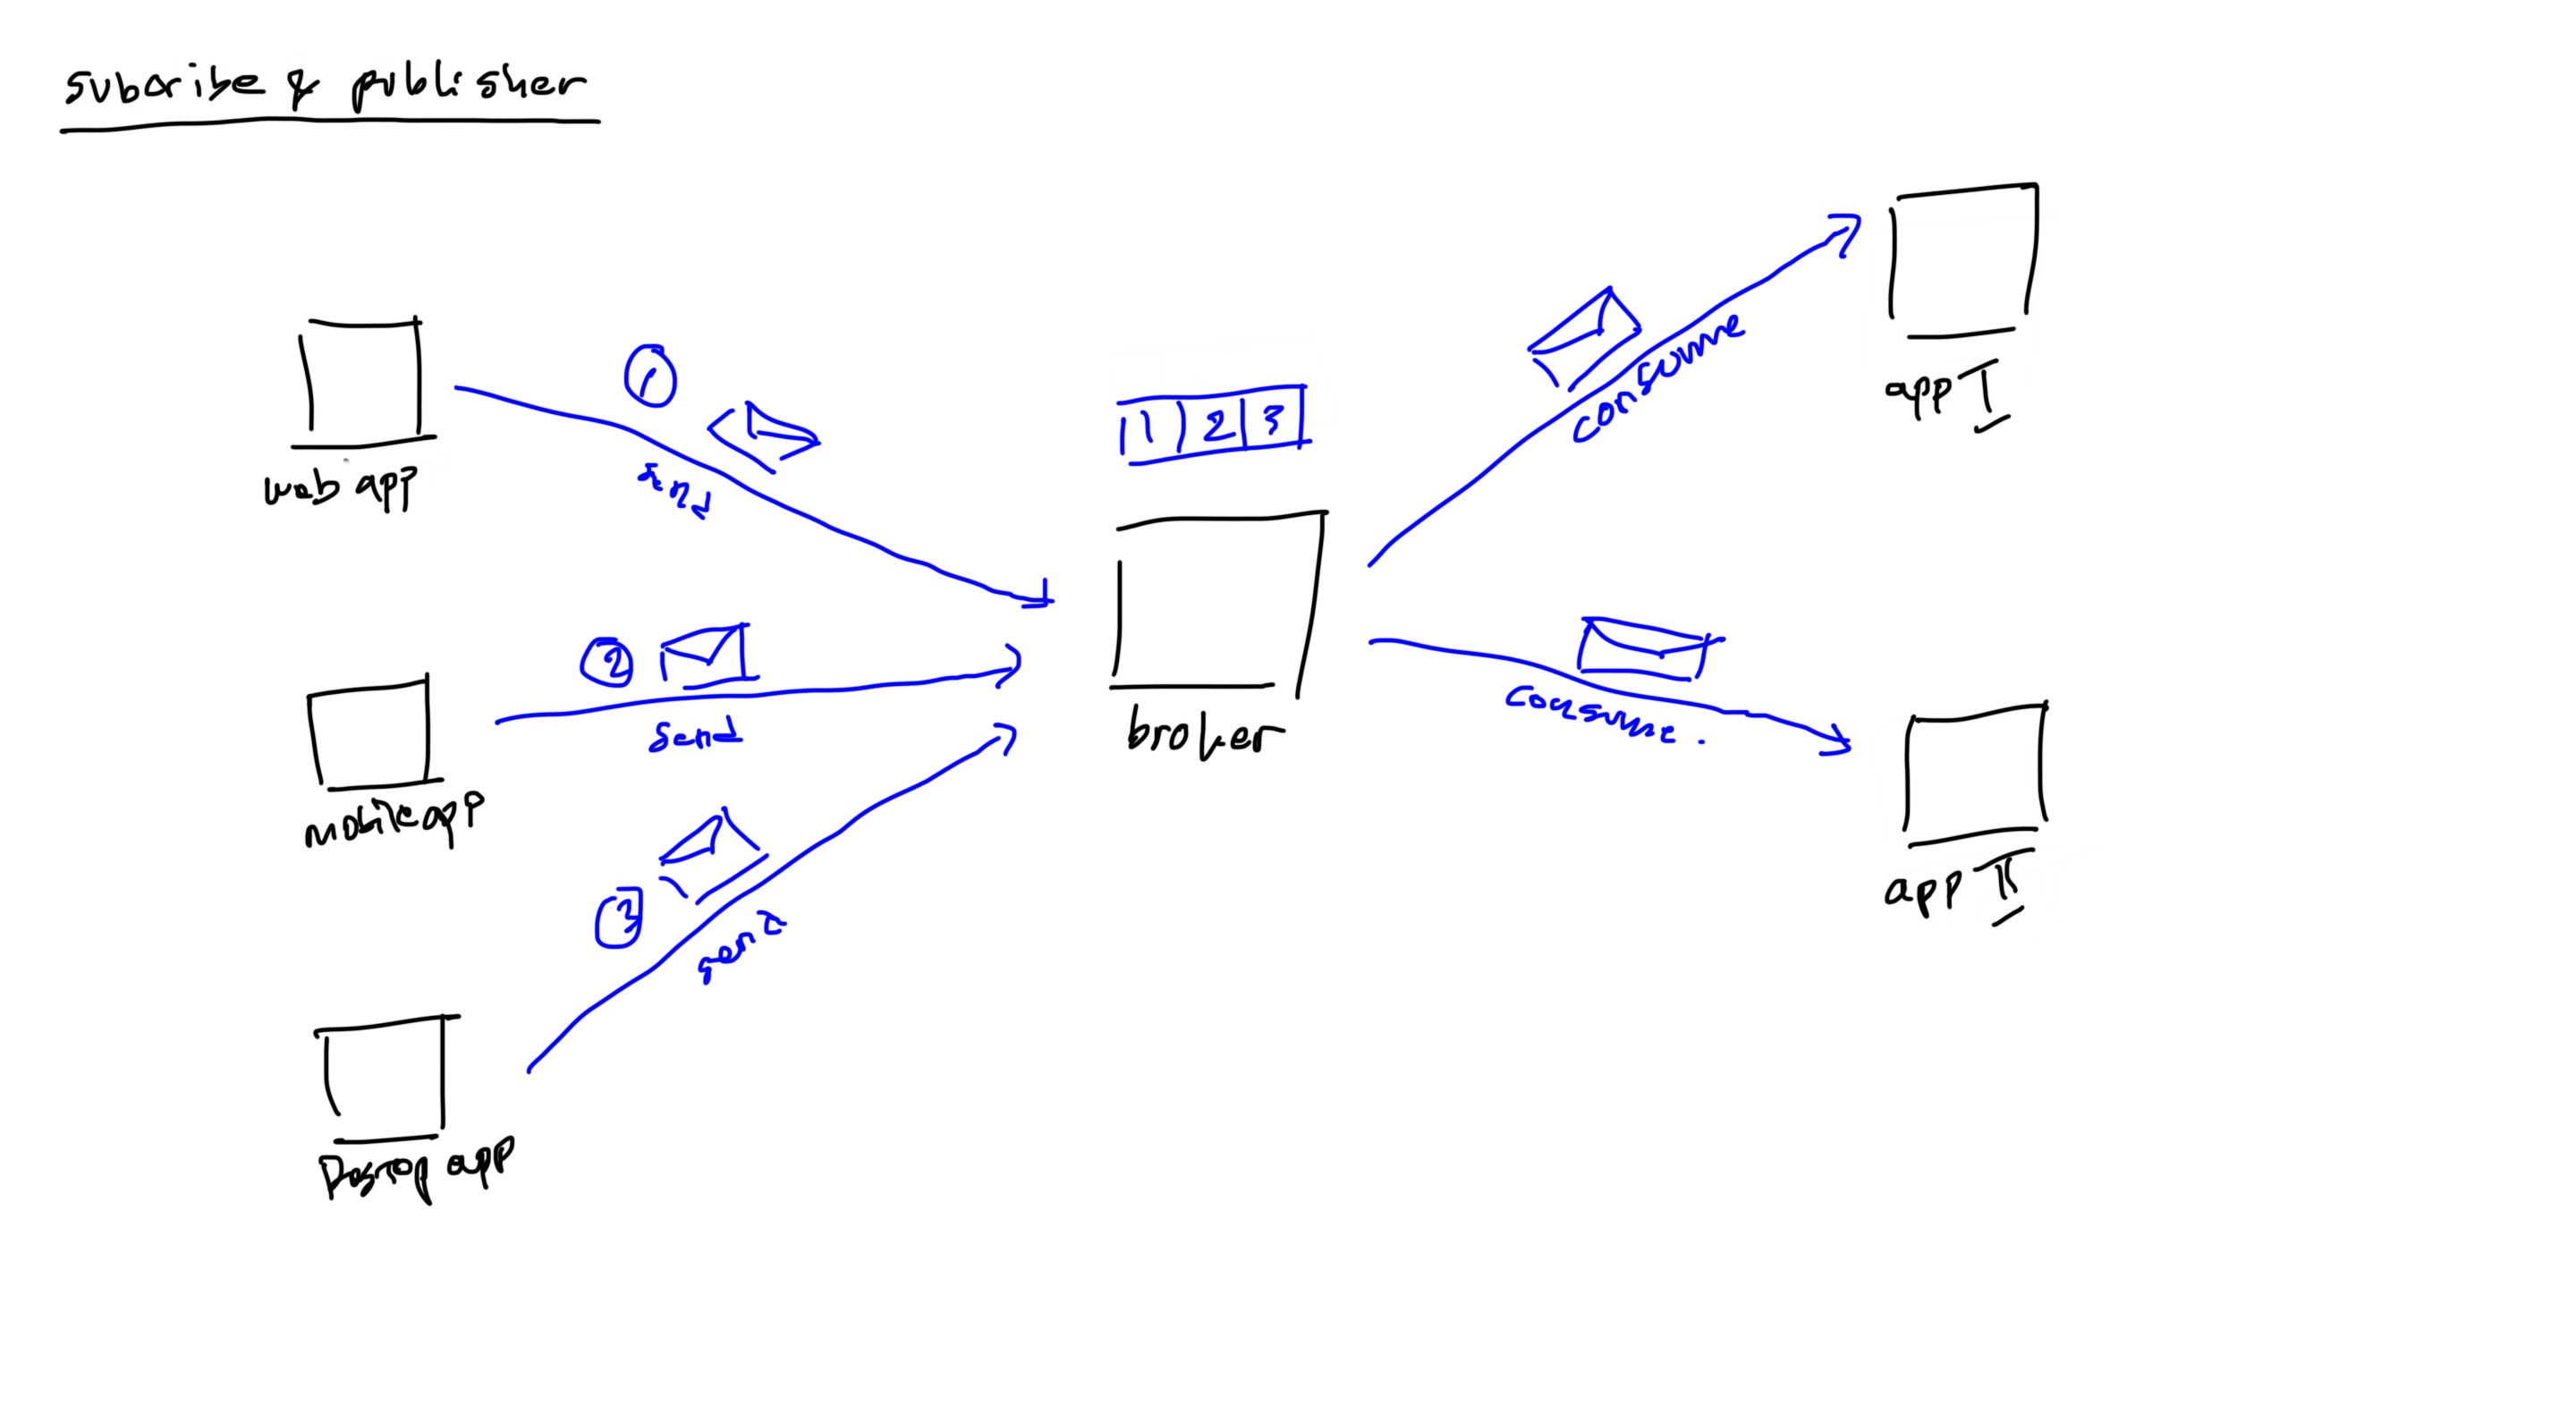 subcribe & publisher
web app
1
send
1 2 3
consume
app I
2
send
broker
consume.
mobile app
3
send
app II
app